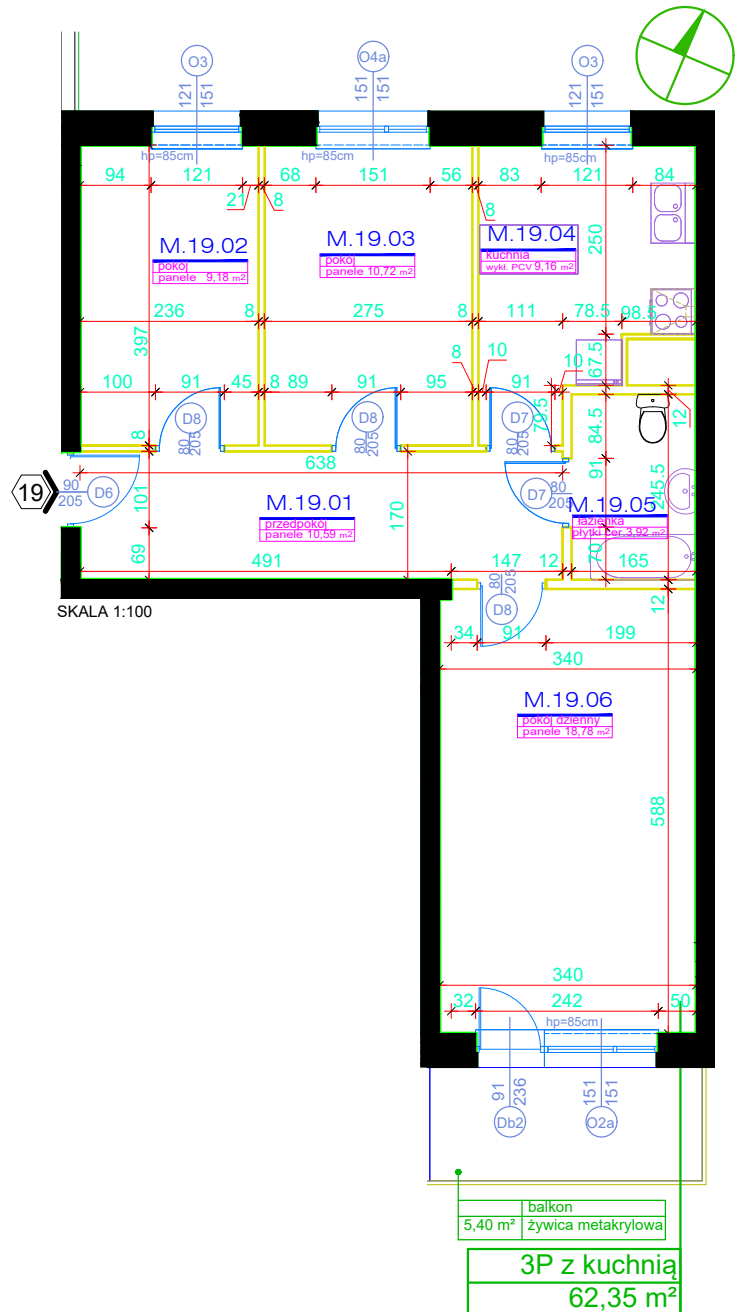 O3
121
151
O4a
151
151
O3
121
151
hp=85cm
hp=85cm
hp=85cm
94
121
21
8
68
151
56
8
83
121
84
M.19.02
pokój
panele 9,18 m²
M.19.03
pokój
panele 10,72 m²
M.19.04
kuchnia
wykł. PCV 9,16 m²
250
236
8
275
8
111
78.5
98.5
397
67.5
8
10
10
100
91
45
8
89
91
95
91
79.5
12
D8
80
205
D8
80
205
D7
80
205
84.5
8
638
91
245.5
19
90
205
D6
101
M.19.01
przedpokój
panele 10,59 m²
170
D7
80
205
M.19.05
łazienka
płytki cer 3,92 m²
69
491
147
12
70
165
SKALA 1:100
80
205
D8
12
34
91
199
340
M.19.06
pokój dzienny
panele 18,78 m²
588
340
32
242
50
hp=85cm
91
236
Db2
151
151
O2a
balkon
5,40 m² żywica metakrylowa
3P z kuchnią
62,35 m²